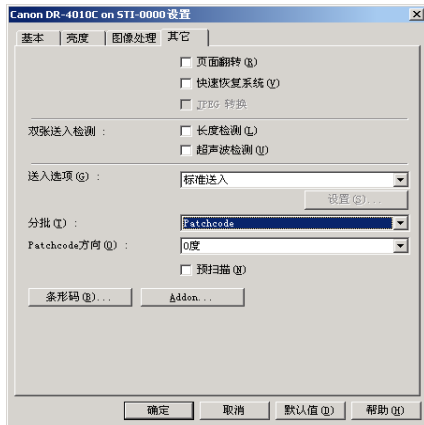 Canon DR-4010C on STI-0000 设置
基本 亮度 图像处理 其它
页面翻转(R)
快速恢复系统(V)
JPEG 转换
双张送入检测： 长度检测(L)
超声波检测(U)
送入选项(G)： 标准送入
设置(S)...
分批(T)： Patchcode
Patchcode方向(Q)： 0度
预扫描(N)
条形码(B)... Addon...
确定 取消 默认值(D) 帮助(H)